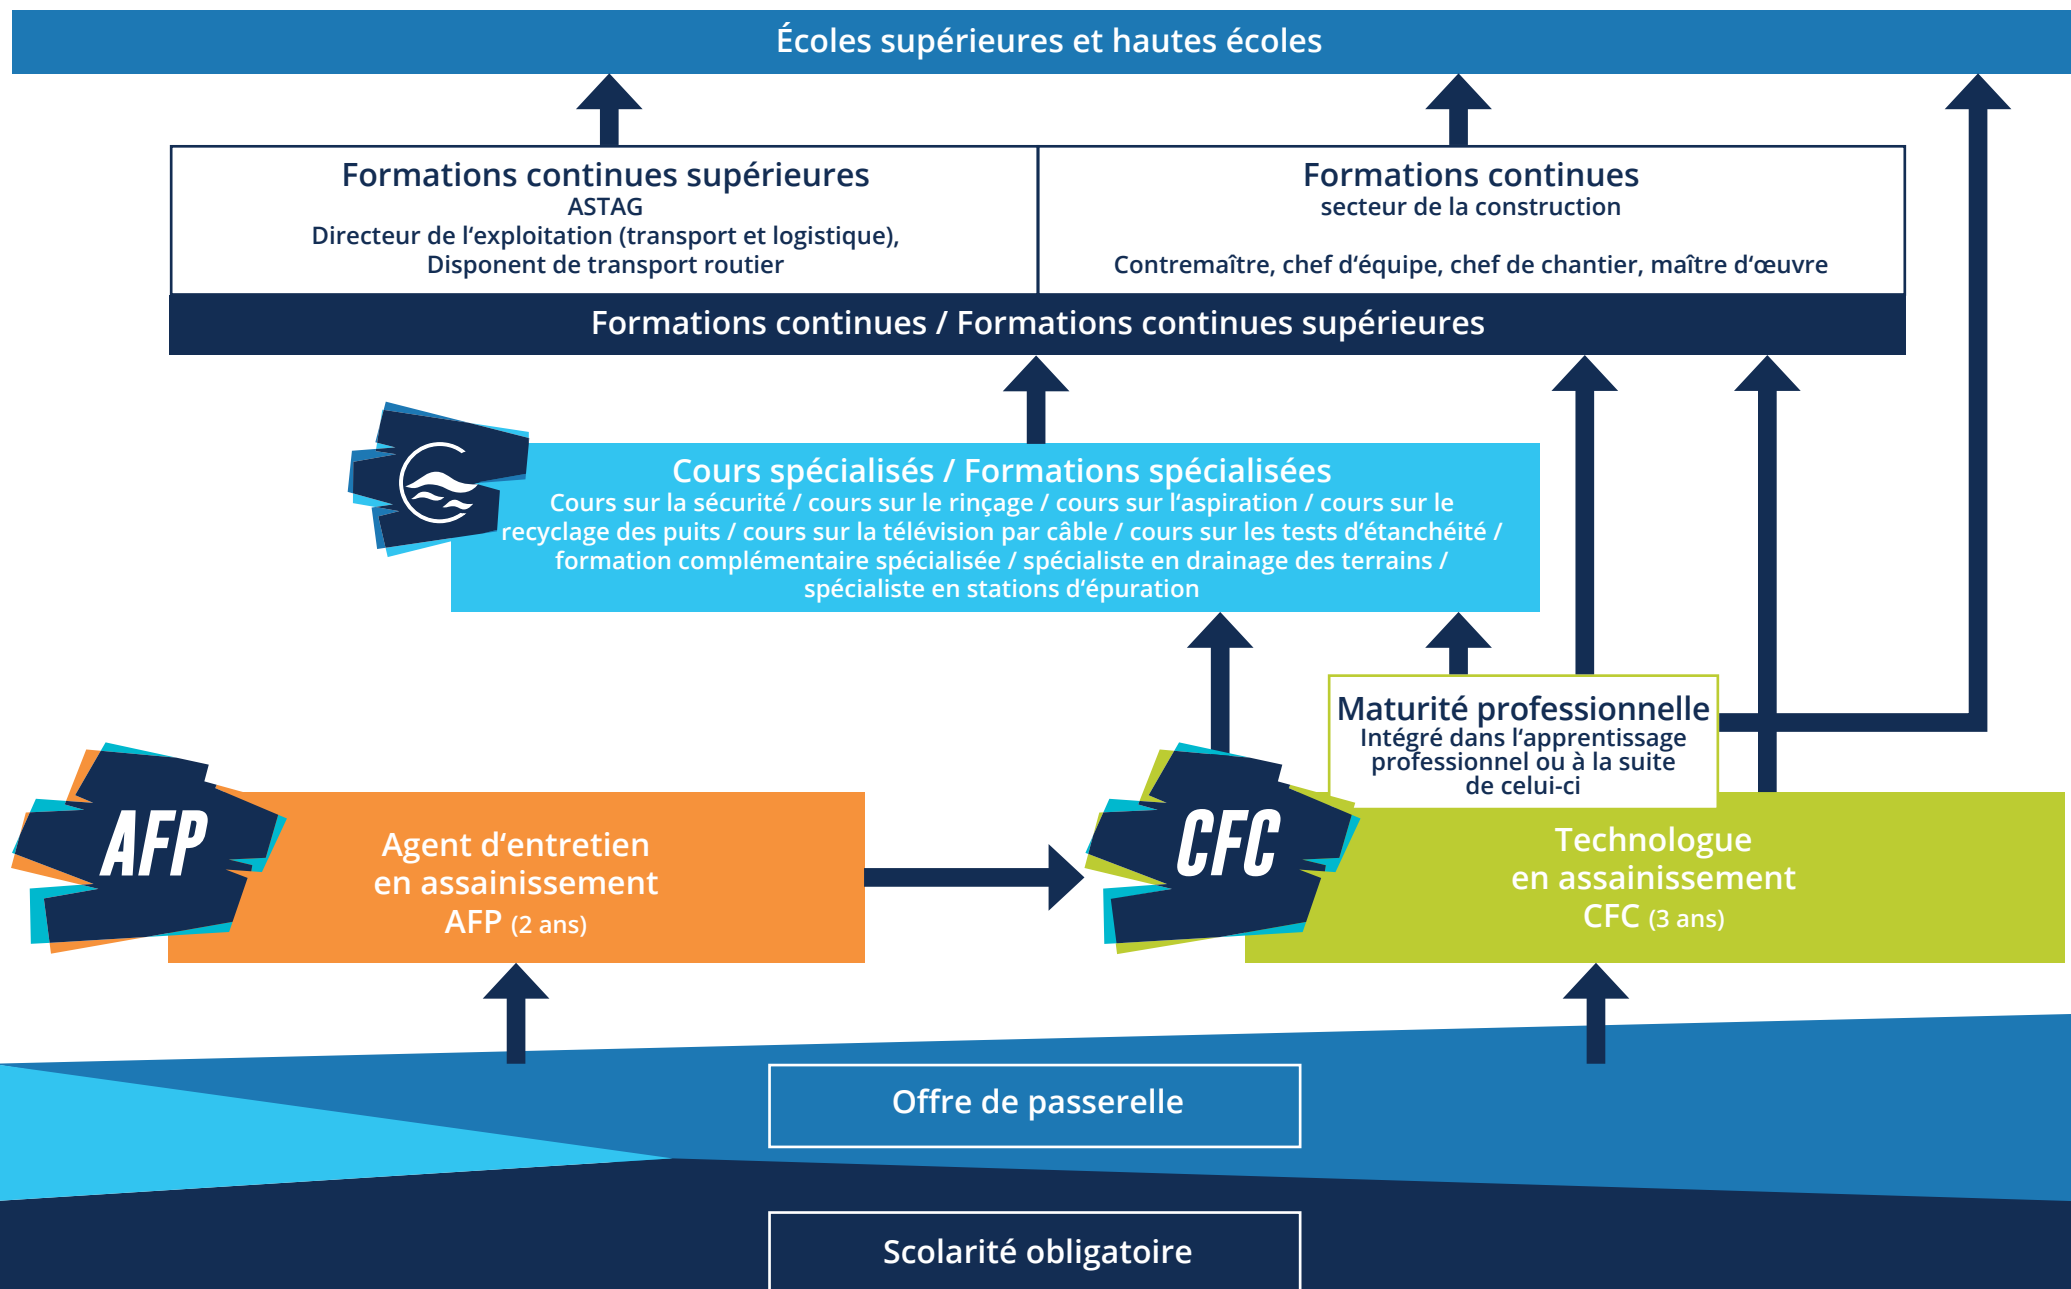 Écoles supérieures et hautes écoles
Formations continues supérieures
ASTAG
Directeur de l‘exploitation (transport et logistique),
Disponent de transport routier
Formations continues
secteur de la construction
Contremaître, chef d‘équipe, chef de chantier, maître d‘œuvre
Formations continues / Formations continues supérieures
Cours spécialisés / Formations spécialisées
Cours sur la sécurité / cours sur le rinçage / cours sur l‘aspiration / cours sur le
recyclage des puits / cours sur la télévision par câble / cours sur les tests d‘étanchéité /
formation complémentaire spécialisée / spécialiste en drainage des terrains /
spécialiste en stations d‘épuration
Maturité professionnelle
Intégré dans l‘apprentissage
professionnel ou à la suite
de celui-ci
AFP
Agent d‘entretien
en assainissement
AFP (2 ans)
CFC
Technologue
en assainissement
CFC (3 ans)
Offre de passerelle
Scolarité obligatoire